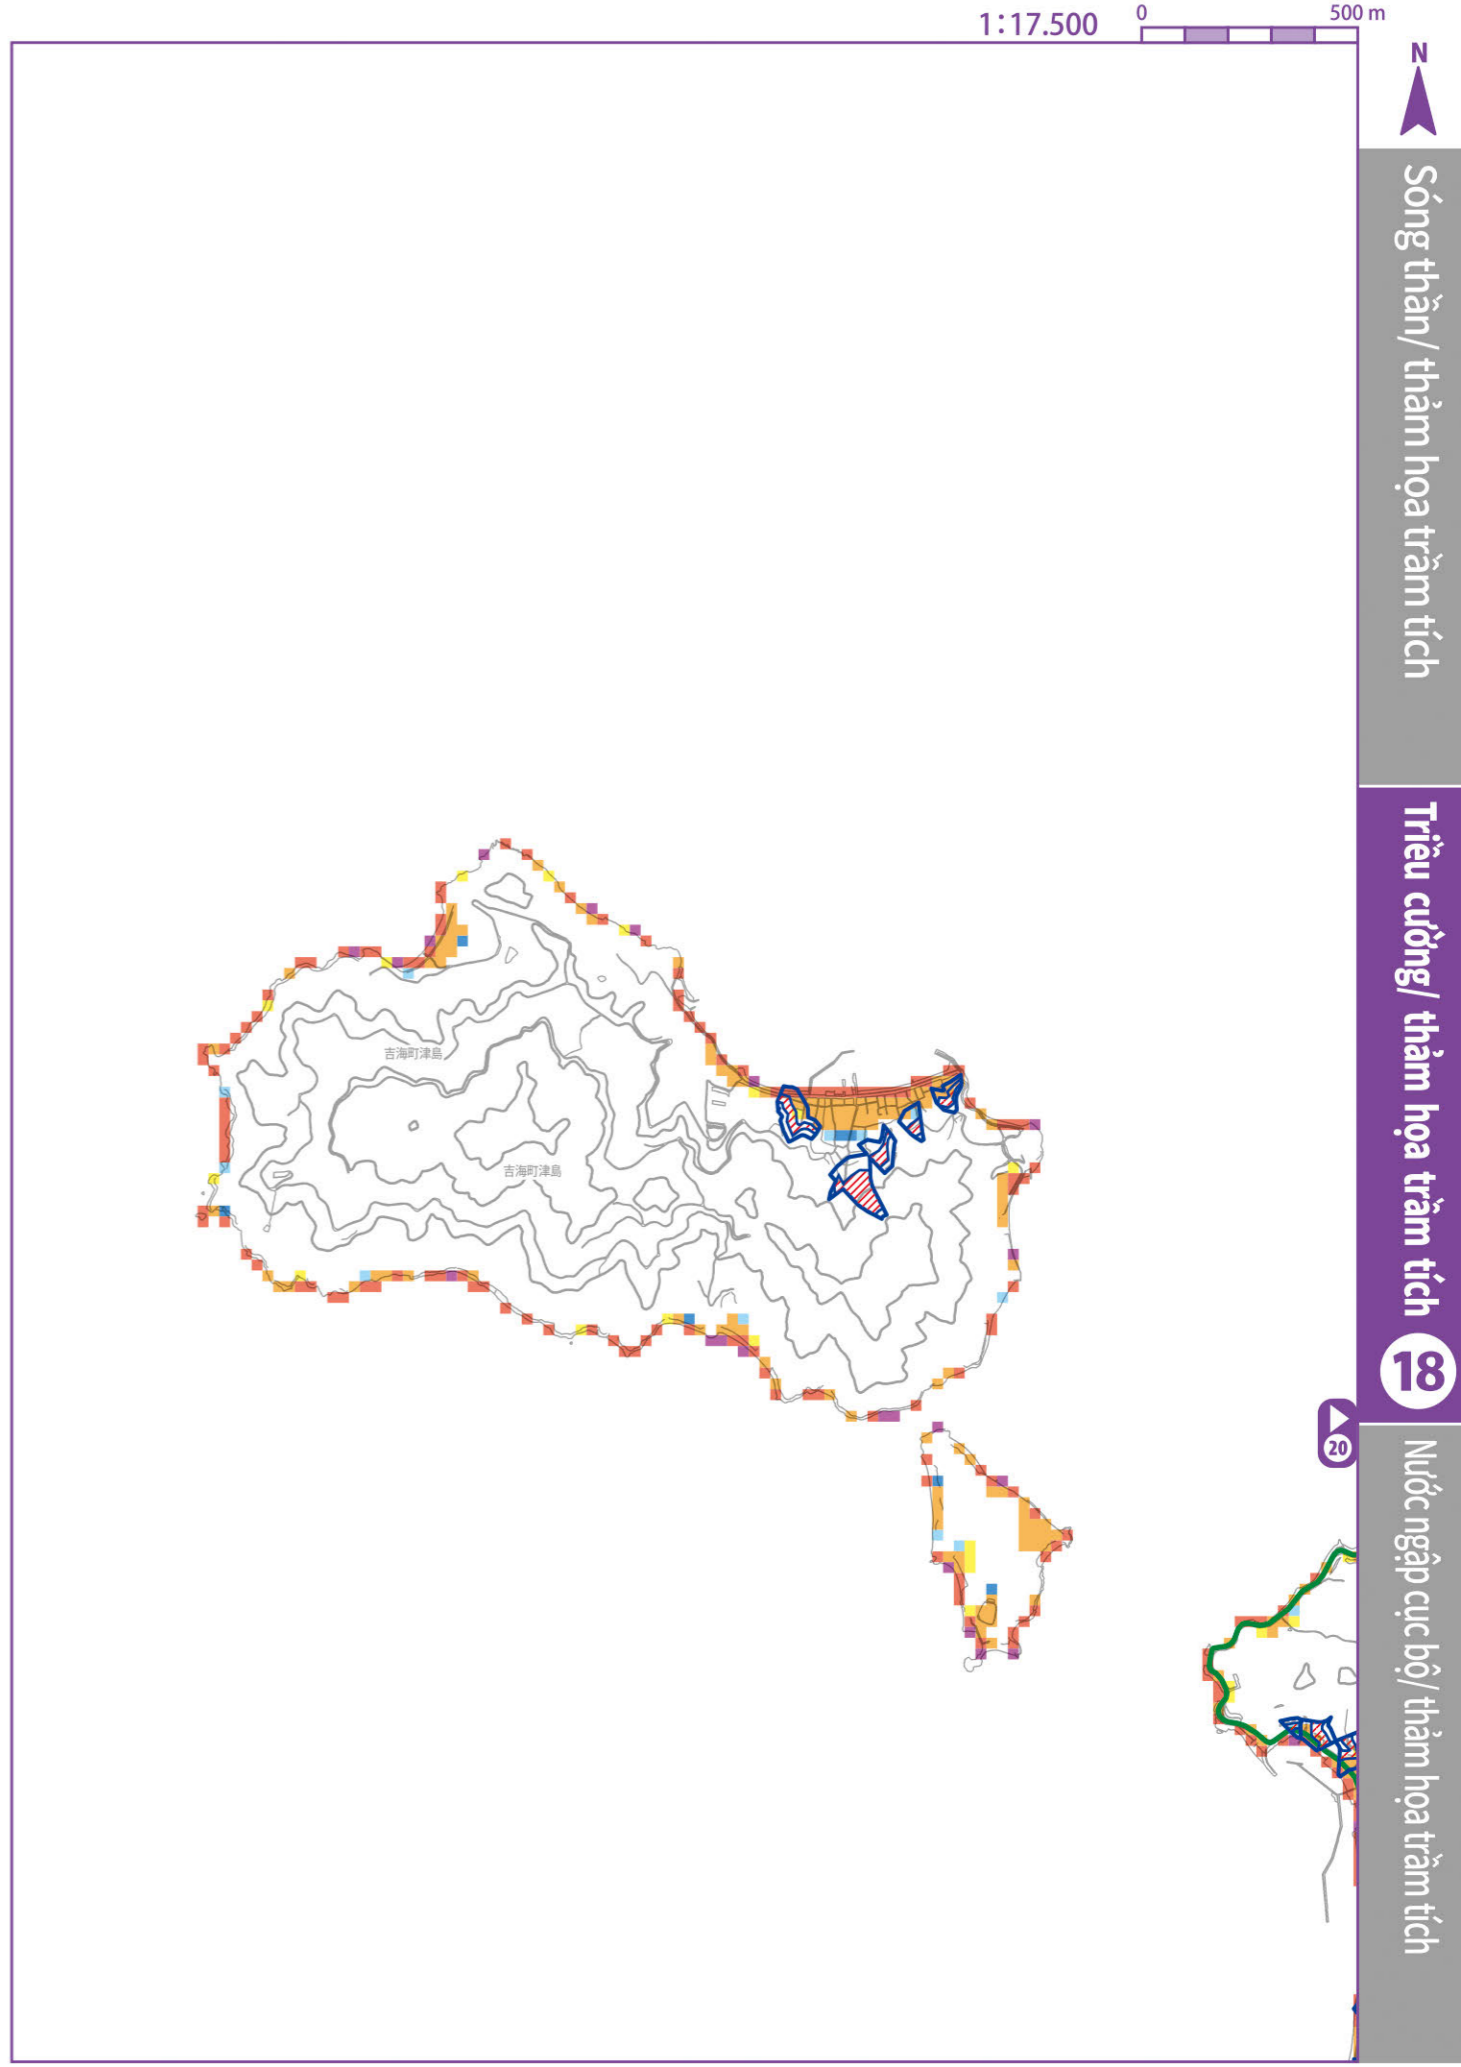 1:17.500
0
500 m
N
Sóng thần/ thảm họa trầm tích
吉海町津島
吉海町津島
Triều cường/ thảm họa trầm tích
18
20
Nước ngập cục bộ/ thảm họa trầm tích